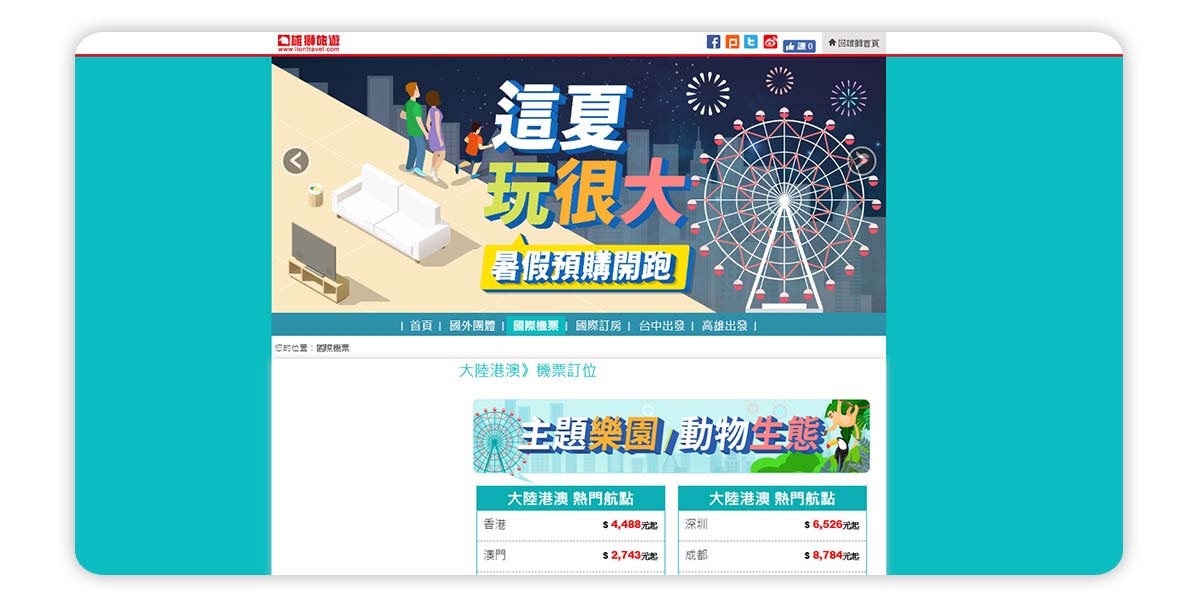 雄獅旅遊
www.liontravel.com
讚 0
回雄獅首頁
這夏
玩很大
暑假預購開跑
| 首頁 | 國外團體 | 國際機票 | 國際訂房 | 台中出發 | 高雄出發 |
您的位置：國際機票
大陸港澳》機票訂位
主題樂園/動物生態
大陸港澳 熱門航點
香港 $ 4,488元起
澳門 $ 2,743元起
大陸港澳 熱門航點
深圳 $ 6,526元起
成都 $ 8,784元起